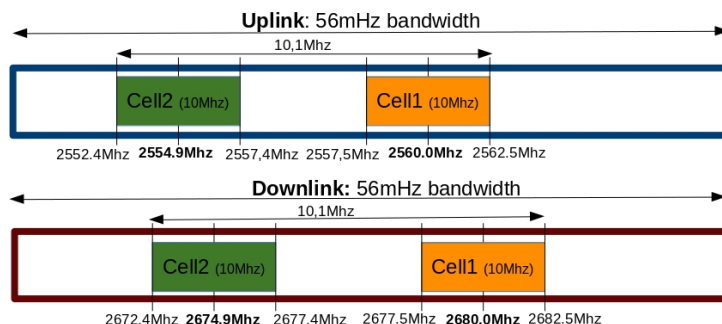 Uplink: 56mHz bandwidth
10,1Mhz
Cell2 (10Mhz) Cell1 (10Mhz)
2552.4Mhz 2554.9Mhz 2557,4Mhz 2557,5Mhz 2560.0Mhz 2562.5Mhz
Downlink: 56mHz bandwidth
10,1Mhz
Cell2 (10Mhz) Cell1 (10Mhz)
2672,4Mhz 2674.9Mhz 2677.4Mhz 2677.5Mhz 2680.0Mhz 2682.5Mhz